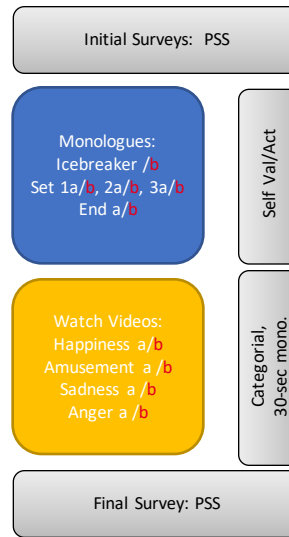 Initial Surveys: PSS
Monologues:
Icebreaker /b
Set 1a/b, 2a/b, 3a/b
End a/b
Self Val/Act
Watch Videos:
Happiness a/b
Amusement a /b
Sadness a /b
Anger a /b
Categorial,
30-sec mono.
Final Survey: PSS